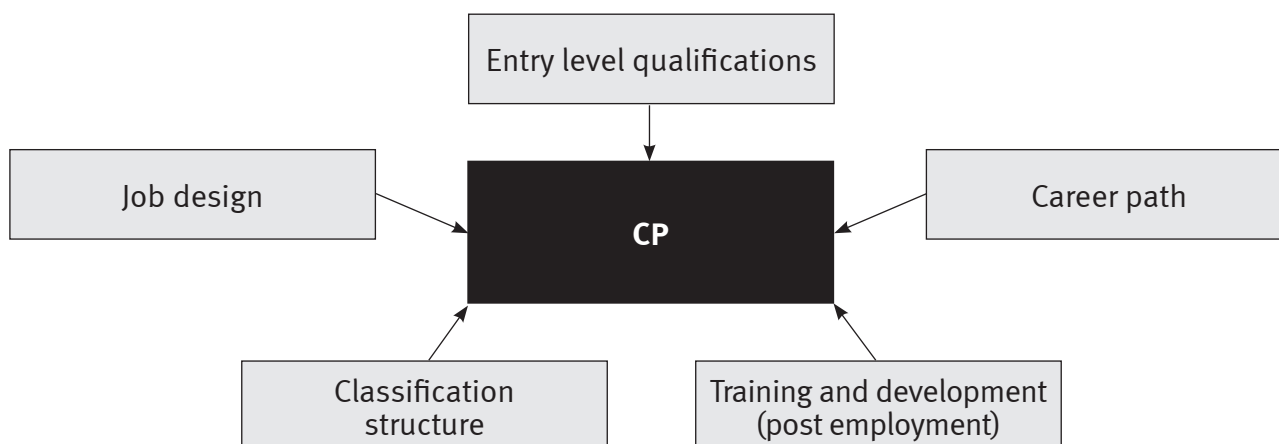 Entry level qualifications
Job design
CP
Career path
Classification
structure
Training and development
(post employment)